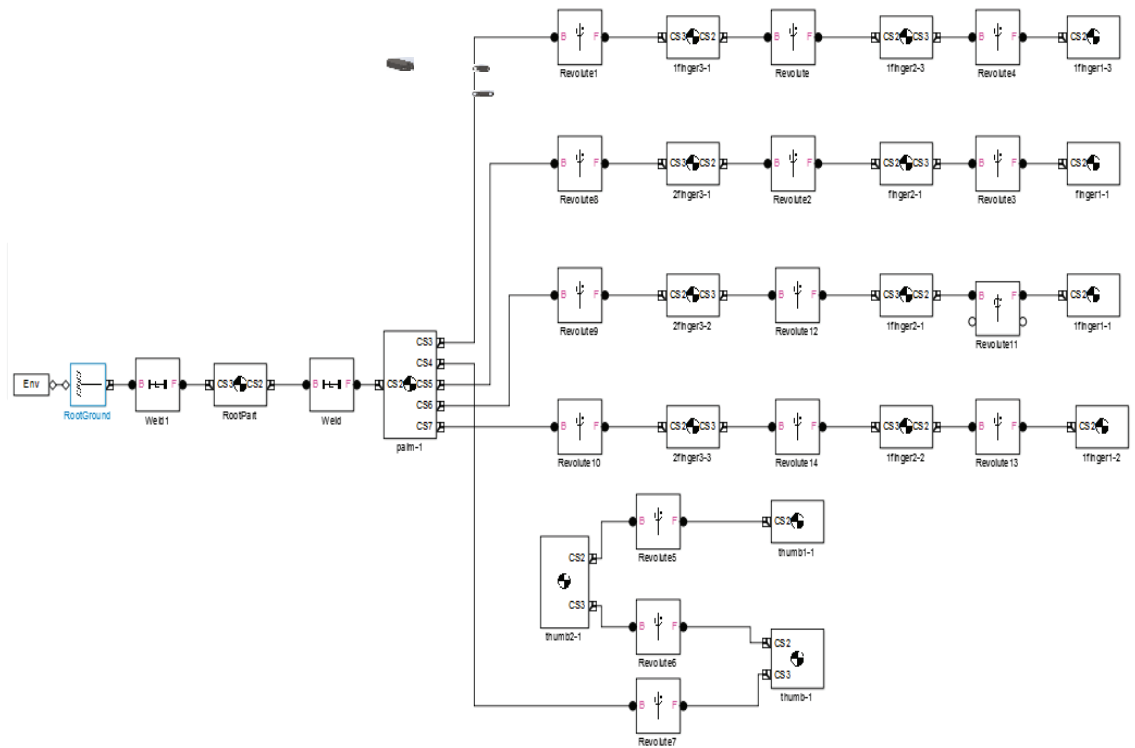 B F CS3 CS2 B F CS2 CS3 B F CS2
Revolute1 1finger3-1 Revolute 1finger2-3 Revolute4 1finger1-3
B F CS3 CS2 B F CS2 CS3 B F CS2
Revolute8 2finger3-1 Revolute2 finger2-1 Revolute3 finger1-1
B F CS2 CS3 B F CS3 CS2 B F CS2
Revolute9 2finger3-2 Revolute12 1finger2-1 Revolute11 1finger1-1
CS3
CS4
Env B F CS3 CS2 B F CS2 CS5
RootGround Weld1 RootPart Weld
CS6
CS7
palm-1
B F CS2 CS3 B F CS3 CS2 B F CS2
Revolute10 2finger3-3 Revolute14 1finger2-2 Revolute13 1finger1-2
B F CS2
Revolute5 thumb1-1
CS2
CS3
thumb2-1
B F CS2
Revolute6
CS3
thumb-1
B F
Revolute7